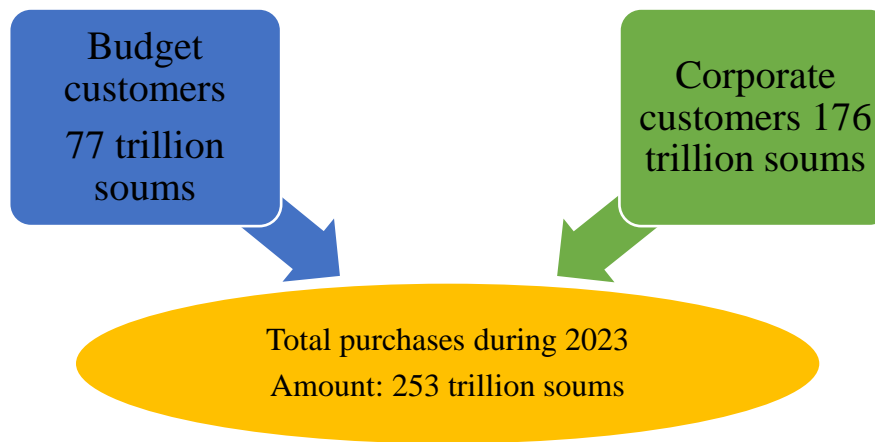 Budget
customers
77 trillion
soums
Corporate
customers 176
trillion soums
Total purchases during 2023
Amount: 253 trillion soums